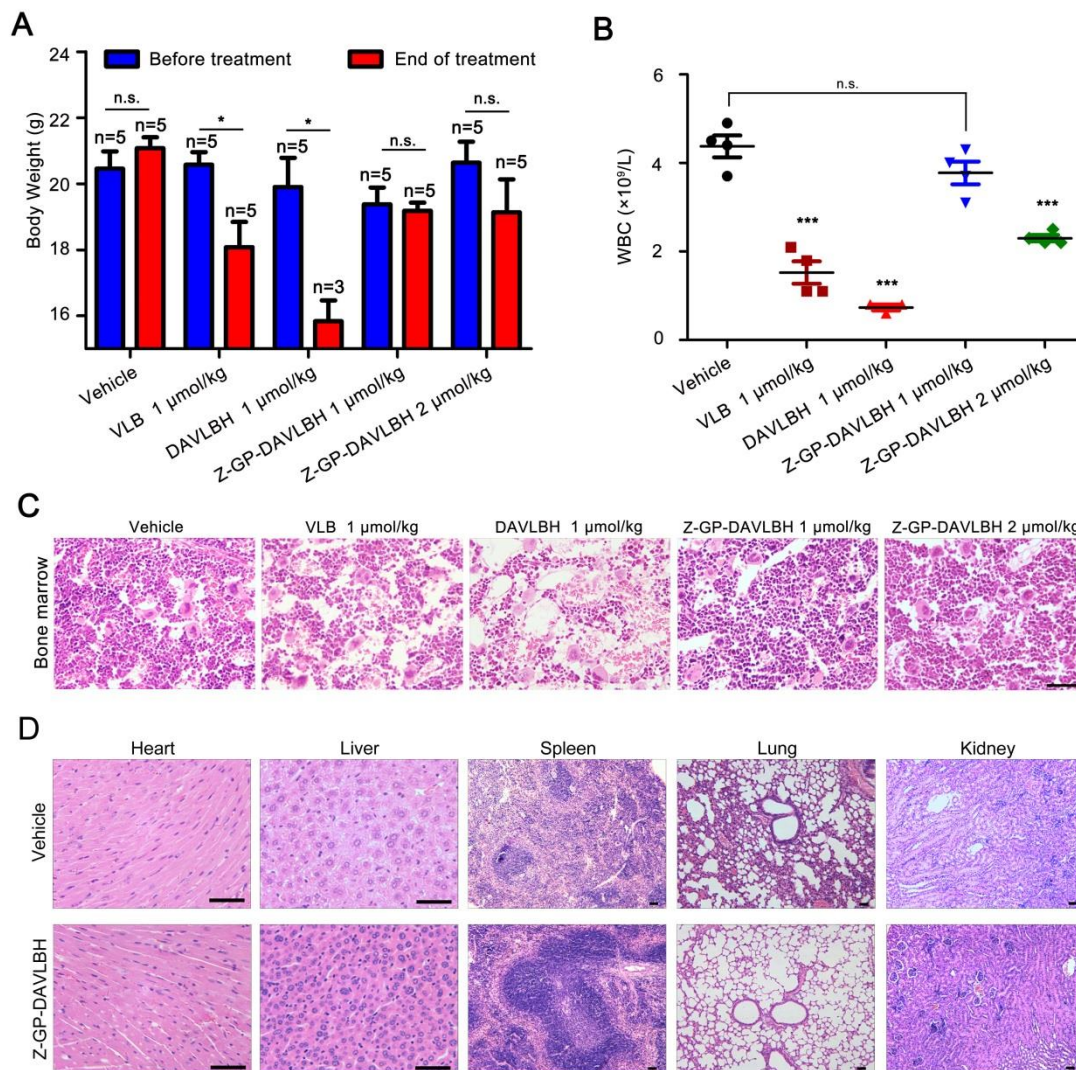 A
24
22
20
18
16
Body Weight (g)
Before treatment
End of treatment
n.s.
n=5
n=5
*
n=5
n=5
*
n=5
n=3
n.s.
n=5
n=5
n.s.
n=5
n=5
Vehicle
VLB 1 μmol/kg
DAVLBH 1 μmol/kg
Z-GP-DAVLBH 1 μmol/kg
Z-GP-DAVLBH 2 μmol/kg
B
6
4
2
0
WBC (×10⁹/L)
n.s.
***
***
***
Vehicle
VLB 1 μmol/kg
DAVLBH 1 μmol/kg
Z-GP-DAVLBH 1 μmol/kg
Z-GP-DAVLBH 2 μmol/kg
C
Vehicle
VLB 1 μmol/kg
DAVLBH 1 μmol/kg
Z-GP-DAVLBH 1 μmol/kg
Z-GP-DAVLBH 2 μmol/kg
Bone marrow
D
Heart
Liver
Spleen
Lung
Kidney
Vehicle
Z-GP-DAVLBH